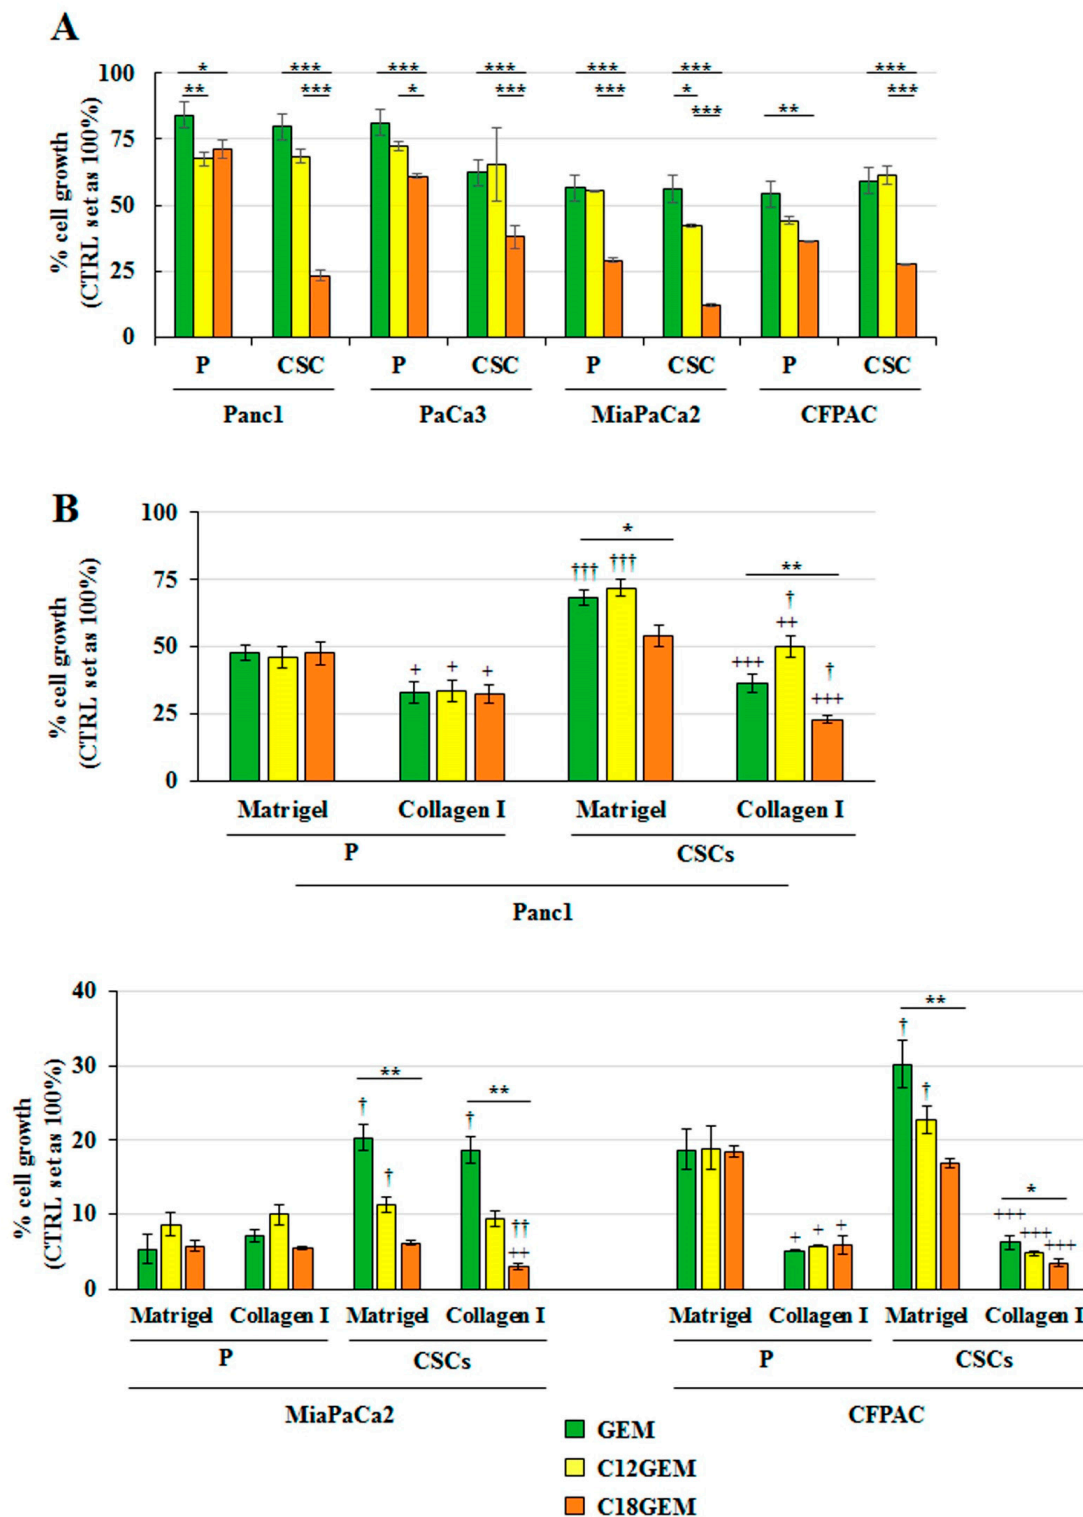 A
100
75
50
25
0
% cell growth
(CTRL set as 100%)
* *** *** *** *** *** ** ***
** *** * *** *** * ***
***
P CSC P CSC P CSC P CSC
Panc1 PaCa3 MiaPaCa2 CFPAC
B
100
75
50
25
0
% cell growth
(CTRL set as 100%)
*
††† †††
**
†
++
+++
†
+++
+ + +
Matrigel Collagen I Matrigel Collagen I
P CSCs
Panc1
40
30
20
10
0
% cell growth
(CTRL set as 100%)
**
†
†
**
†
††
++
**
†
†
+ + +
*
+++
+++
+++
Matrigel Collagen I Matrigel Collagen I Matrigel Collagen I Matrigel Collagen I
P CSCs P CSCs
MiaPaCa2 CFPAC
GEM
C12GEM
C18GEM